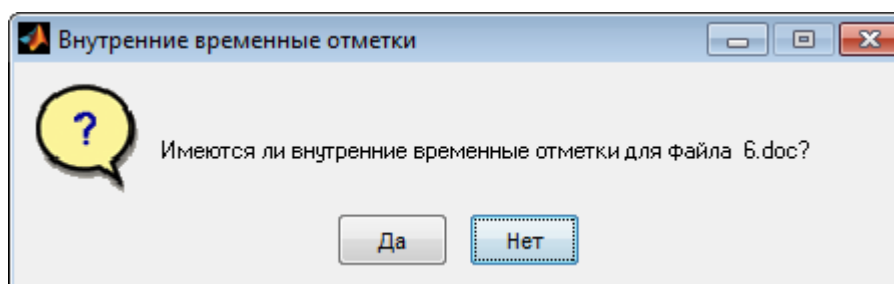 Внутренние временные отметки
?
Имеются ли внутренние временные отметки для файла 6.doc?
Да Нет